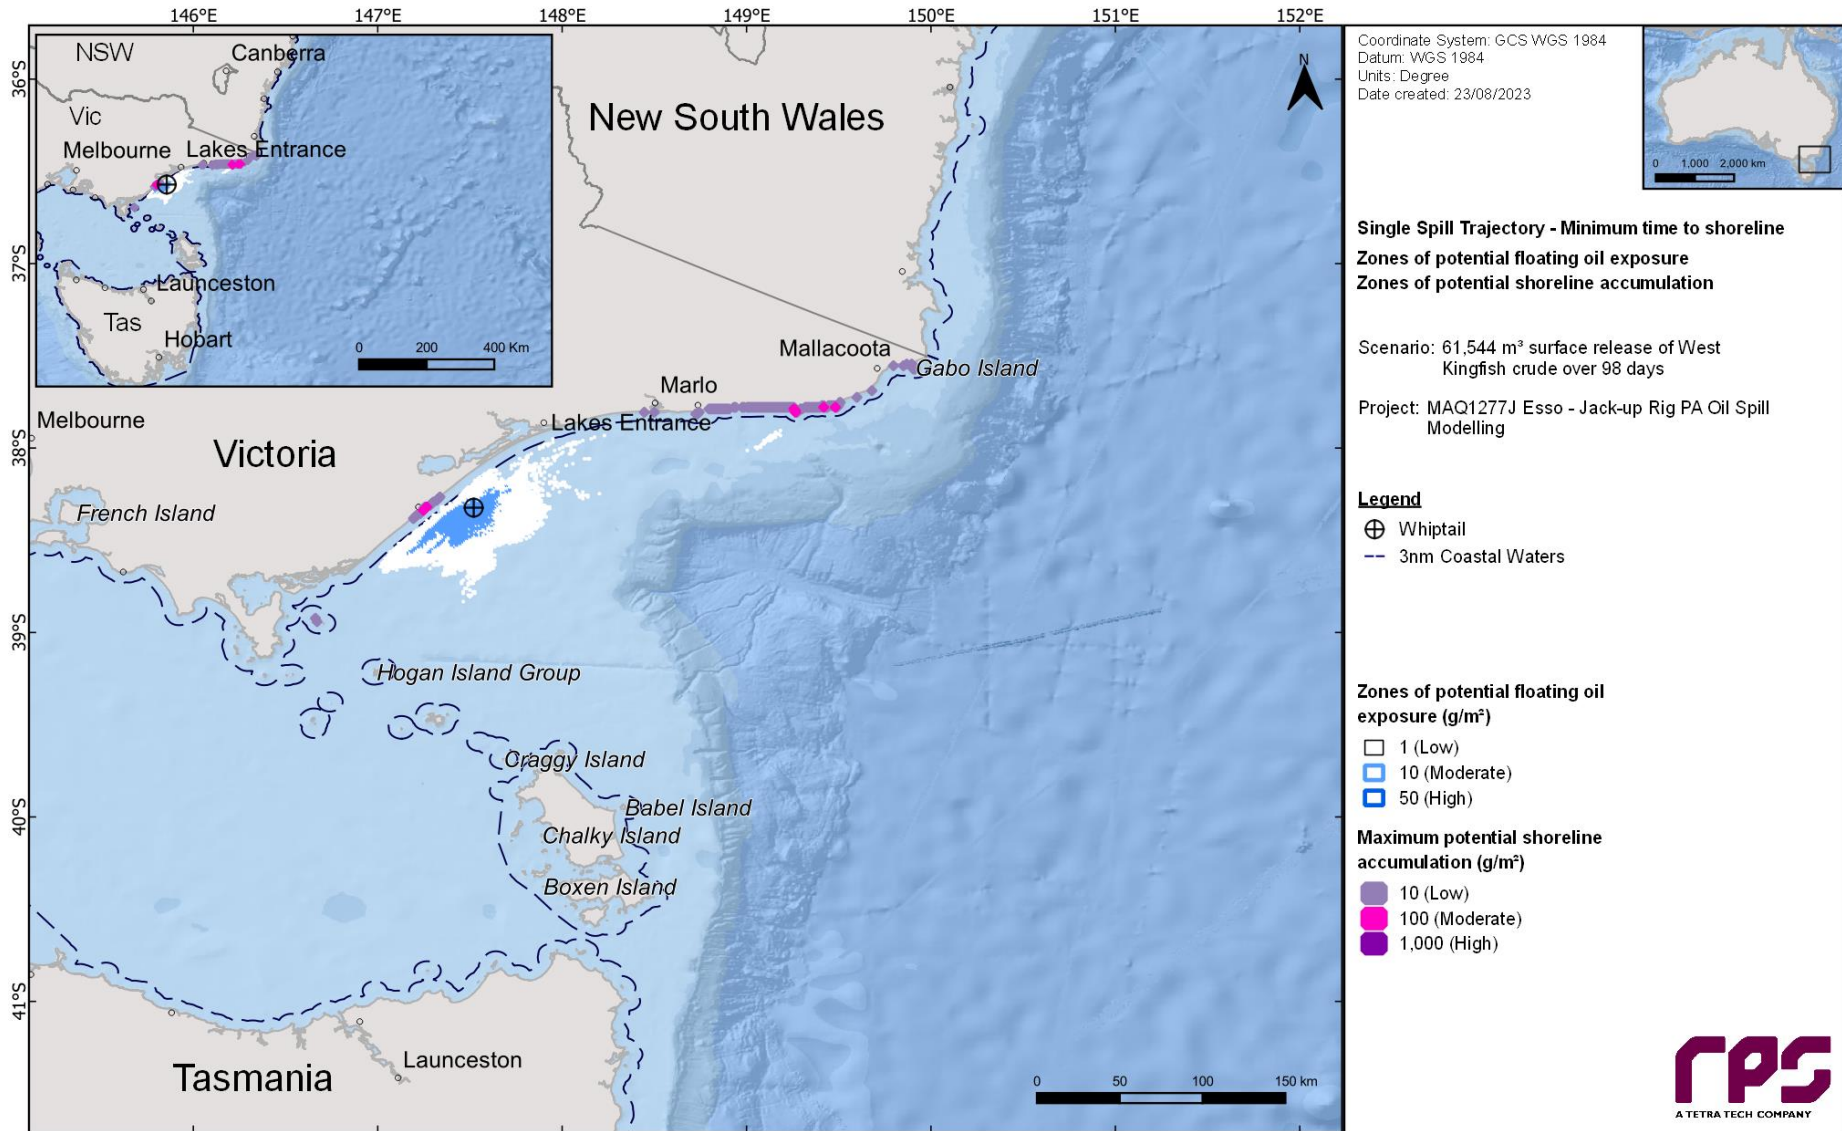 146°E
147°E
148°E
149°E
150°E
151°E
152°E
36°S
37°S
38°S
39°S
40°S
41°S
NSW
Canberra
Vic
Melbourne
Lakes Entrance
Launceston
Tas
Hobart
0 200 400 Km
New South Wales
N
Mallacoota
Gabo Island
Marlo
Lakes Entrance
Melbourne
Victoria
French Island
Hogan Island Group
Craggy Island
Babel Island
Chalky Island
Boxen Island
Launceston
Tasmania
0 50 100 150 km
Coordinate System: GCS WGS 1984
Datum: WGS 1984
Units: Degree
Date created: 23/08/2023
0 1,000 2,000 km
Single Spill Trajectory - Minimum time to shoreline
Zones of potential floating oil exposure
Zones of potential shoreline accumulation
Scenario: 61,544 m³ surface release of West
Kingfish crude over 98 days
Project: MAQ1277J Esso - Jack-up Rig PA Oil Spill
Modelling
Legend
Whiptail
3nm Coastal Waters
Zones of potential floating oil
exposure (g/m²)
1 (Low)
10 (Moderate)
50 (High)
Maximum potential shoreline
accumulation (g/m²)
10 (Low)
100 (Moderate)
1,000 (High)
rps
A TETRA TECH COMPANY